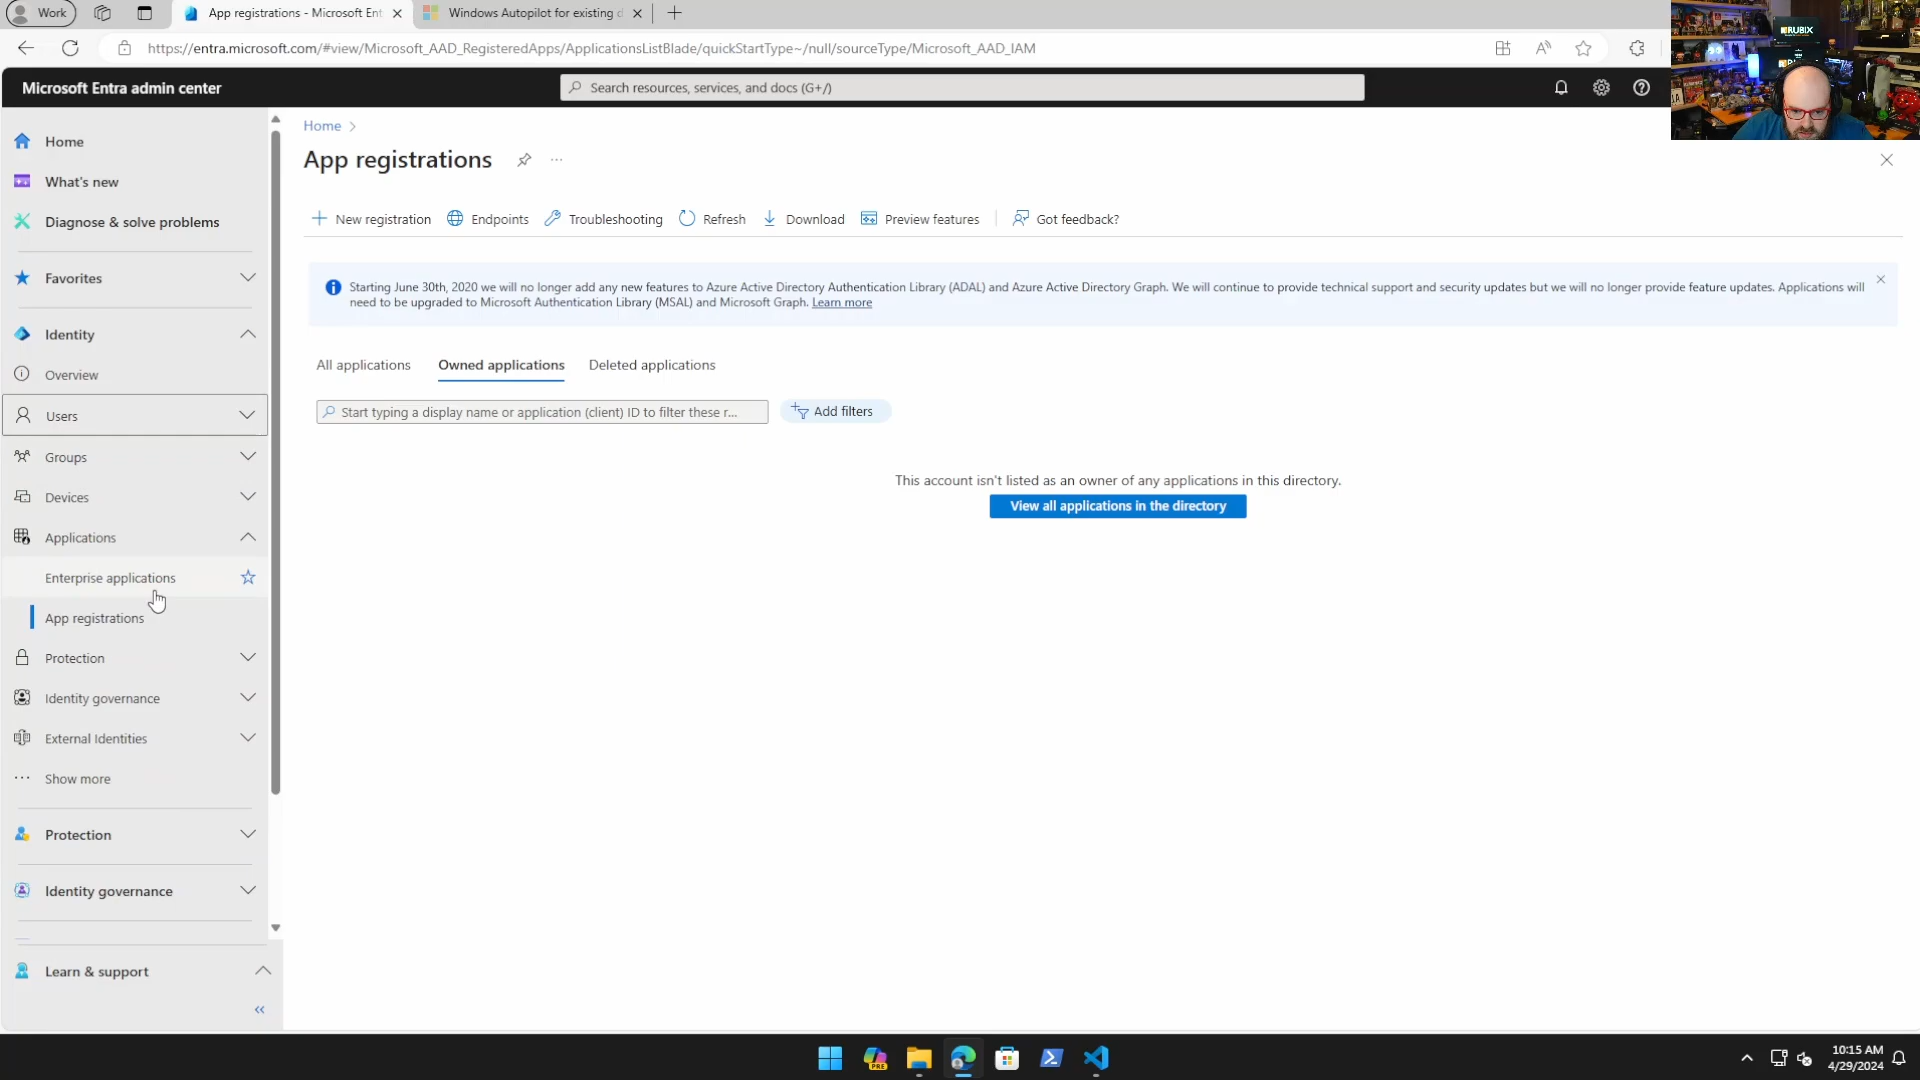 Work
App registrations - Microsoft Ent
Windows Autopilot for existing d
https://entra.microsoft.com/#view/Microsoft_AAD_RegisteredApps/ApplicationsListBlade/quickStartType~/null/sourceType/Microsoft_AAD_IAM
Microsoft Entra admin center
Search resources, services, and docs (G+/)
RUBIX
Home
What's new
Diagnose & solve problems
Favorites
Identity
Overview
Users
Groups
Devices
Applications
Enterprise applications
App registrations
Protection
Identity governance
External Identities
Show more
Protection
Identity governance
Learn & support
Home
App registrations
New registration
Endpoints
Troubleshooting
Refresh
Download
Preview features
Got feedback?
Starting June 30th, 2020 we will no longer add any new features to Azure Active Directory Authentication Library (ADAL) and Azure Active Directory Graph. We will continue to provide technical support and security updates but we will no longer provide feature updates. Applications will
need to be upgraded to Microsoft Authentication Library (MSAL) and Microsoft Graph. Learn more
All applications
Owned applications
Deleted applications
Start typing a display name or application (client) ID to filter these r...
Add filters
This account isn't listed as an owner of any applications in this directory.
View all applications in the directory
PRE
10:15 AM
4/29/2024